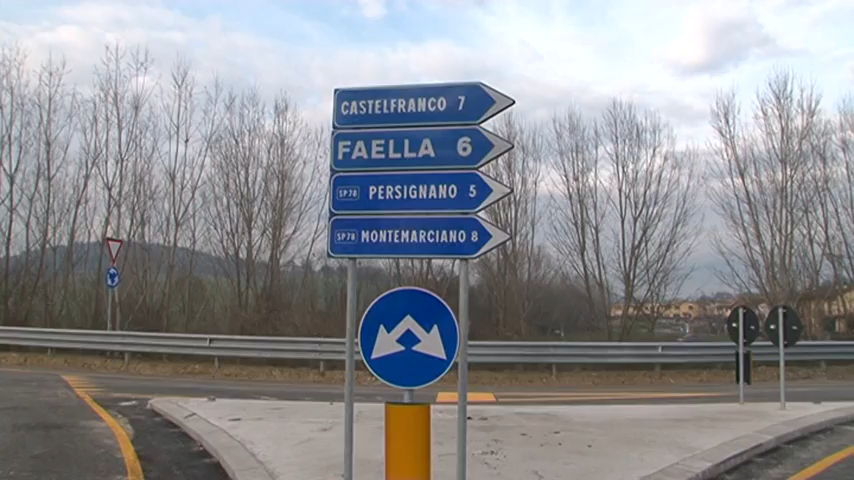 CASTELFRANCO 7
FAELLA 6
SP78 PERSIGNANO 5
SP78 MONTEMARCIANO 8